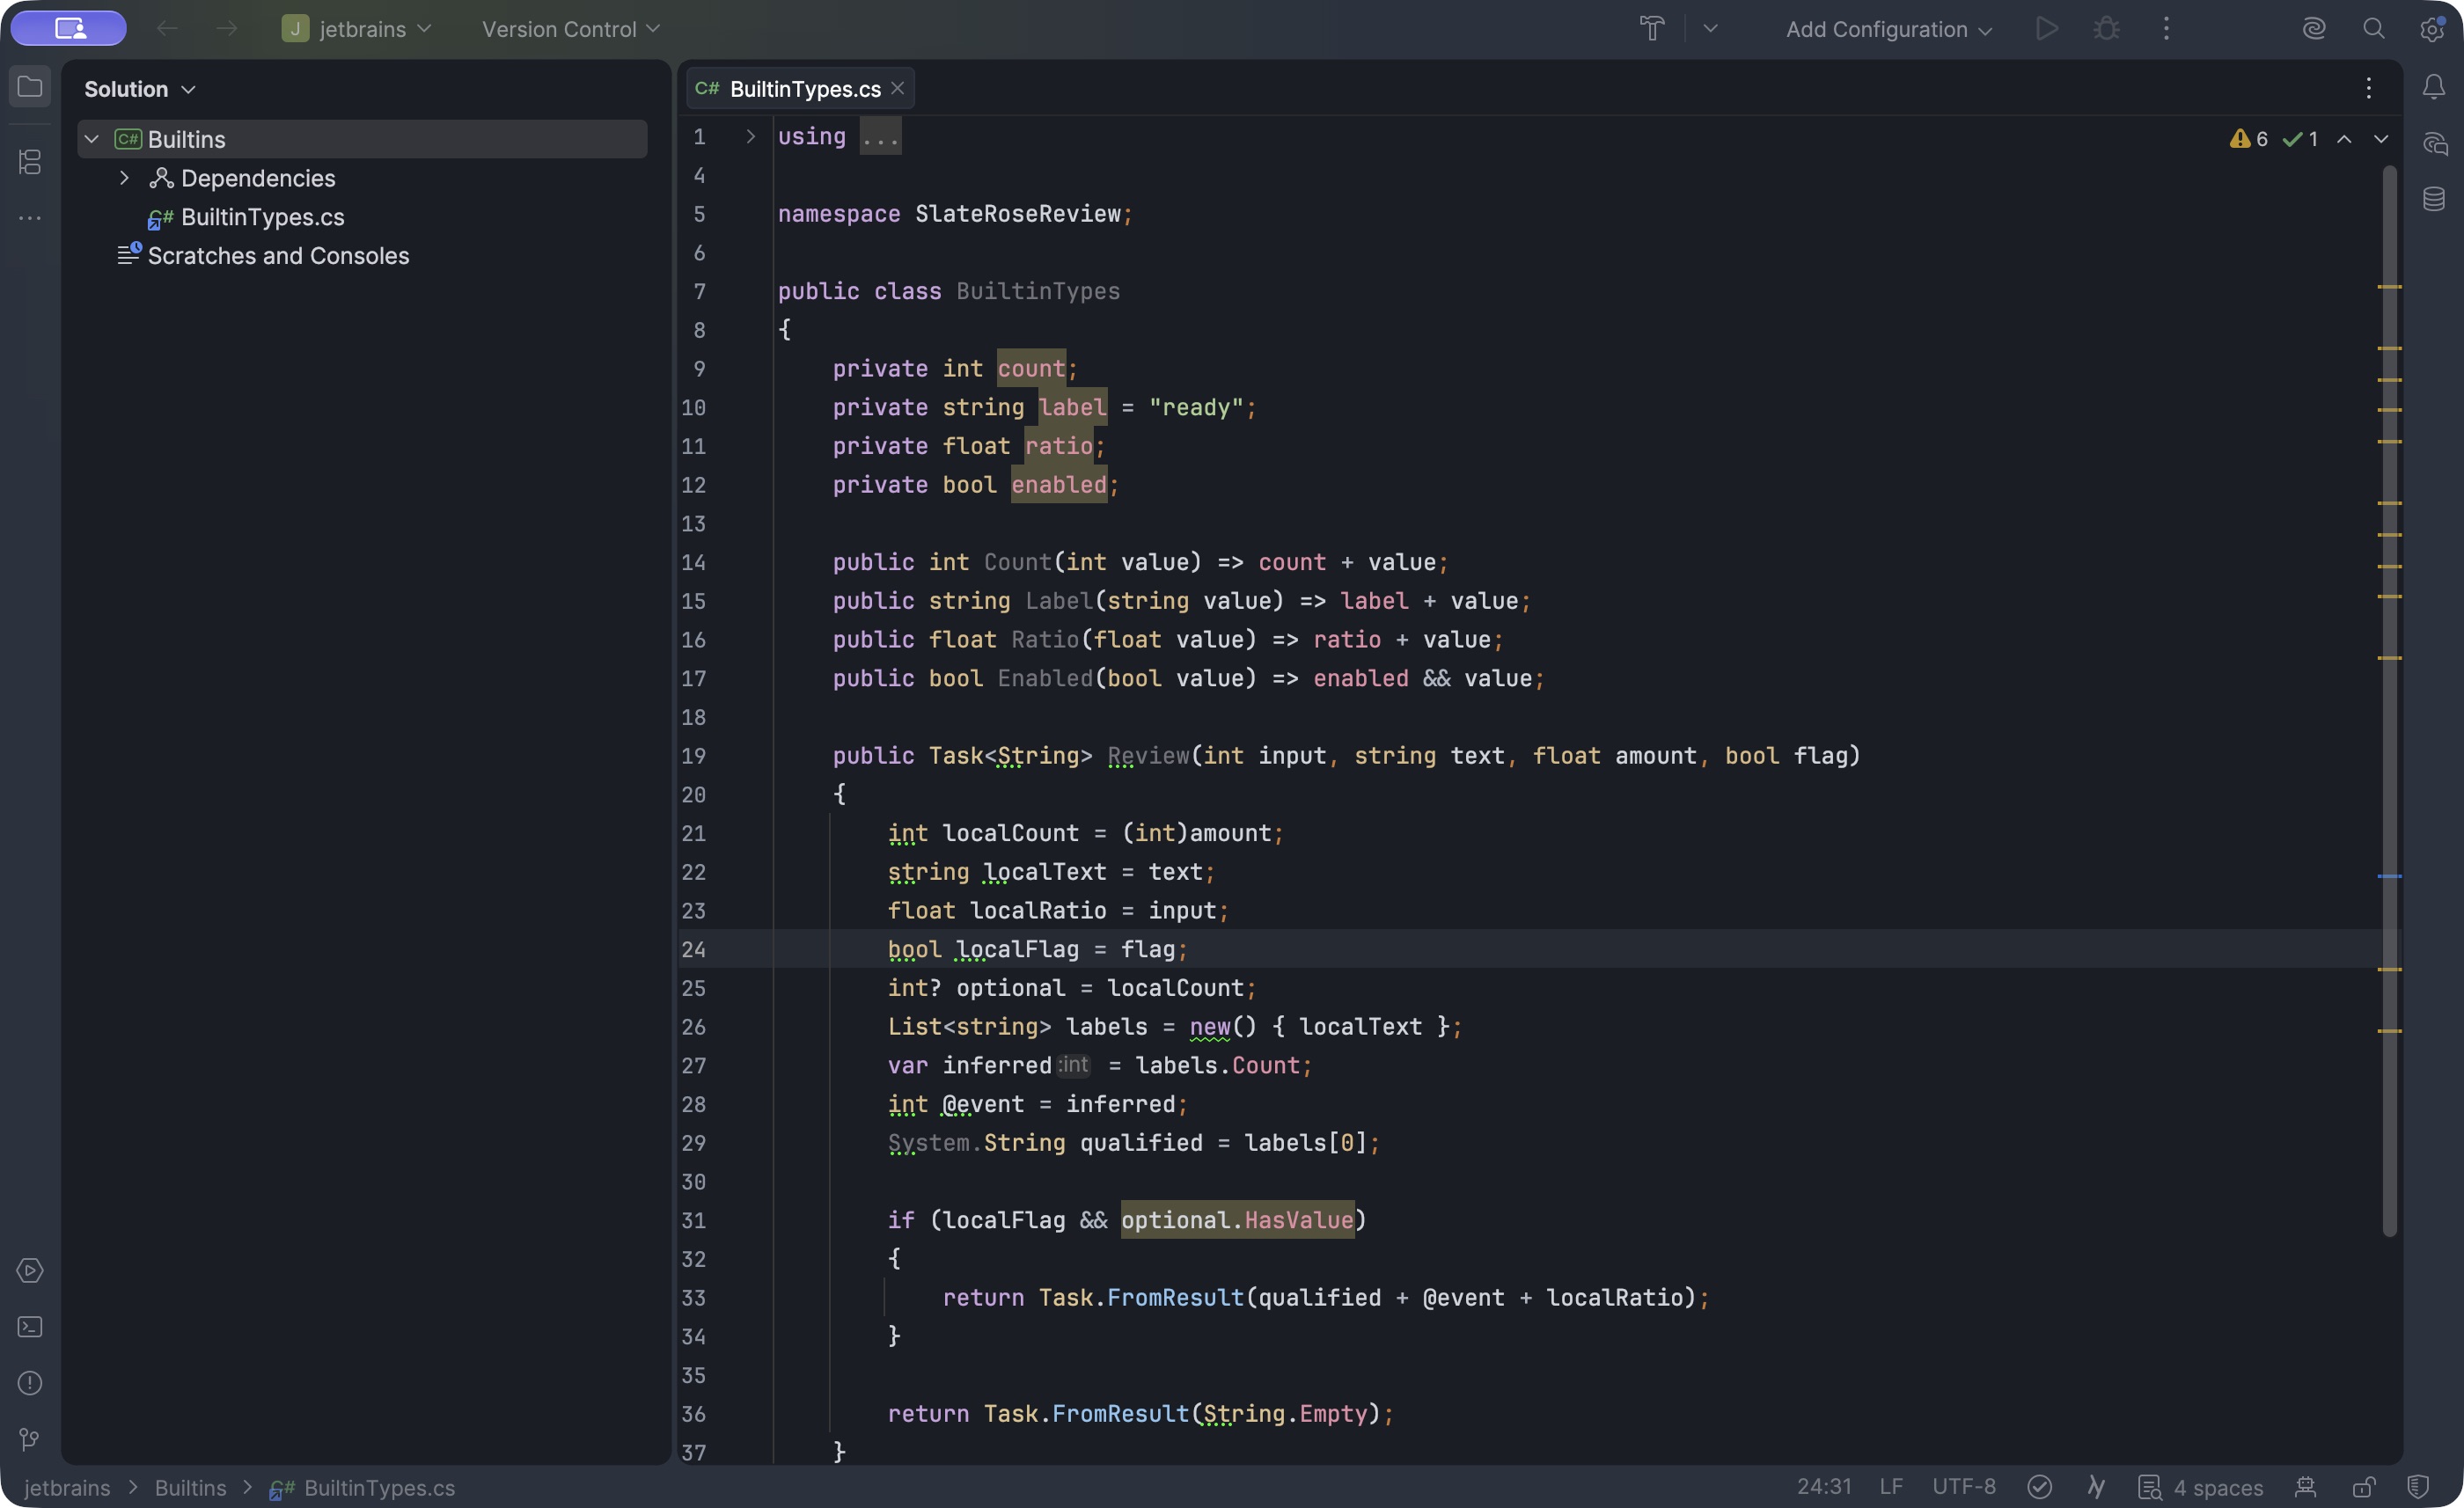 J jetbrains Version Control Add Configuration
Solution
C# Builtins
Dependencies
C# BuiltinTypes.cs
Scratches and Consoles
C# BuiltinTypes.cs
6 1
1 using ...
4
5 namespace SlateRoseReview;
6
7 public class BuiltinTypes
8 {
9 private int count;
10 private string label = "ready";
11 private float ratio;
12 private bool enabled;
13
14 public int Count(int value) => count + value;
15 public string Label(string value) => label + value;
16 public float Ratio(float value) => ratio + value;
17 public bool Enabled(bool value) => enabled && value;
18
19 public Task<String> Review(int input, string text, float amount, bool flag)
20 {
21 int localCount = (int)amount;
22 string localText = text;
23 float localRatio = input;
24 bool localFlag = flag;
25 int? optional = localCount;
26 List<string> labels = new() { localText };
27 var inferred :int = labels.Count;
28 int @event = inferred;
29 System.String qualified = labels[0];
30
31 if (localFlag && optional.HasValue)
32 {
33 return Task.FromResult(qualified + @event + localRatio);
34 }
35
36 return Task.FromResult(String.Empty);
37 }
jetbrains > Builtins > C# BuiltinTypes.cs 24:31 LF UTF-8 4 spaces